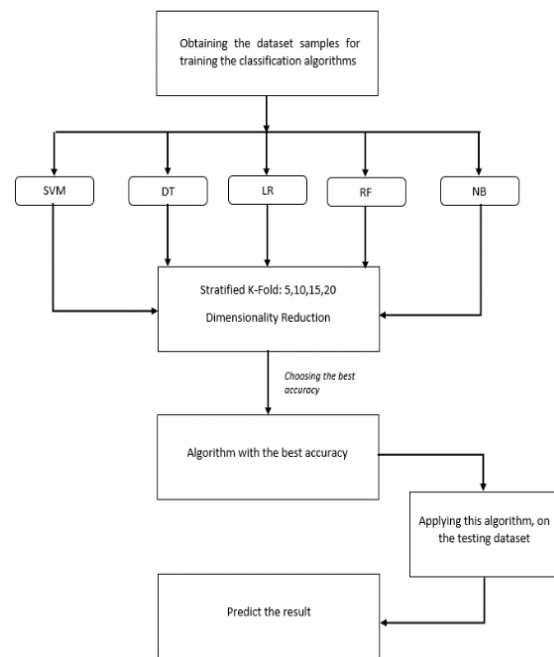 Obtaining the dataset samples for
training the classification algorithms
SVM
DT
LR
RF
NB
Stratified K-Fold: 5,10,15,20
Dimensionality Reduction
Choosing the best
accuracy
Algorithm with the best accuracy
Applying this algorithm, on
the testing dataset
Predict the result